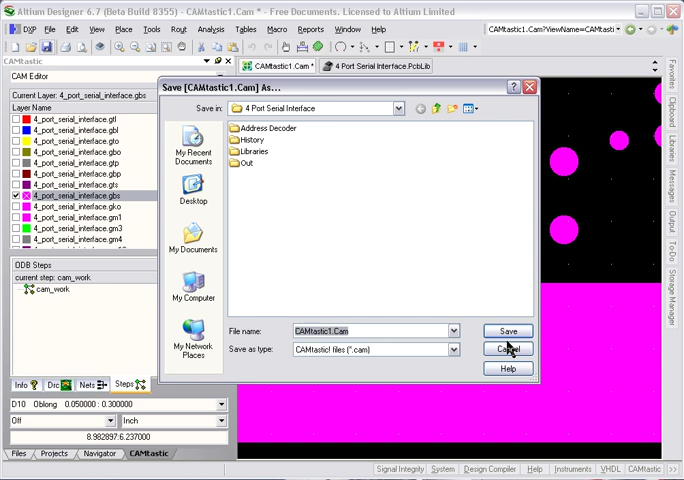 Altium Designer 6.7 (Beta Build 8355) - Free Documents. Licensed to Altium Limited
DXP File Edit View Place Tools Rout Analysis Tables Macro Reports Window Help
CAMtastic1.Cam?ViewName=CAMtasti
CAMtastic
CAM Editor
Current Layer: 4_port_serial_interface.gbs
Layer Name
4_port_serial_interface.gtl
4_port_serial_interface.gbl
4_port_serial_interface.gto
4_port_serial_interface.gbo
4_port_serial_interface.gtp
4_port_serial_interface.gbp
4_port_serial_interface.gts
4_port_serial_interface.gbs
4_port_serial_interface.gko
4_port_serial_interface.gm1
4_port_serial_interface.gm3
4_port_serial_interface.gm4
ODB Steps
current step: cam_work
cam_work
Info Drc Nets Steps
D10 Oblong 0.050000 : 0.300000
Off Inch
8.982897:6.237000
Files Projects Navigator CAMtastic
CAMtastic1.Cam * 4 Port Serial Interface.PcbLib
Save [CAMtastic1.Cam] As...
Save in: 4 Port Serial Interface
My Recent Documents
Desktop
My Documents
My Computer
My Network Places
Address Decoder
History
Libraries
Out
File name: CAMtastic1.Cam Save
Save as type: CAMtastic! files (*.cam)
Help
Favorites
Clipboard
Libraries
Messages
Output
To-Do
Storage Manager
Signal Integrity System Design Compiler Help Instruments VHDL CAMtastic >>